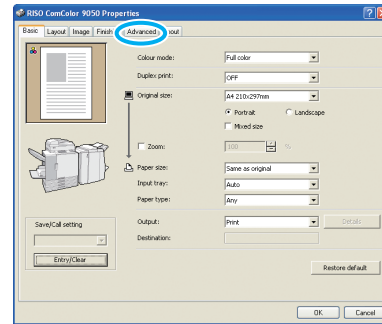 RISO ComColor 9050 Properties
Basic Layout Image Finish Advanced
Colour mode: Full color
Duplex print: OFF
Original size: A4 210x297mm
Portrait Landscape
Mixed size
Zoom: 100 %
Paper size: Same as original
Input tray: Auto
Paper type: Any
Save/Call setting
Output: Print Details
Destination:
Entry/Clear
Restore default
OK Cancel